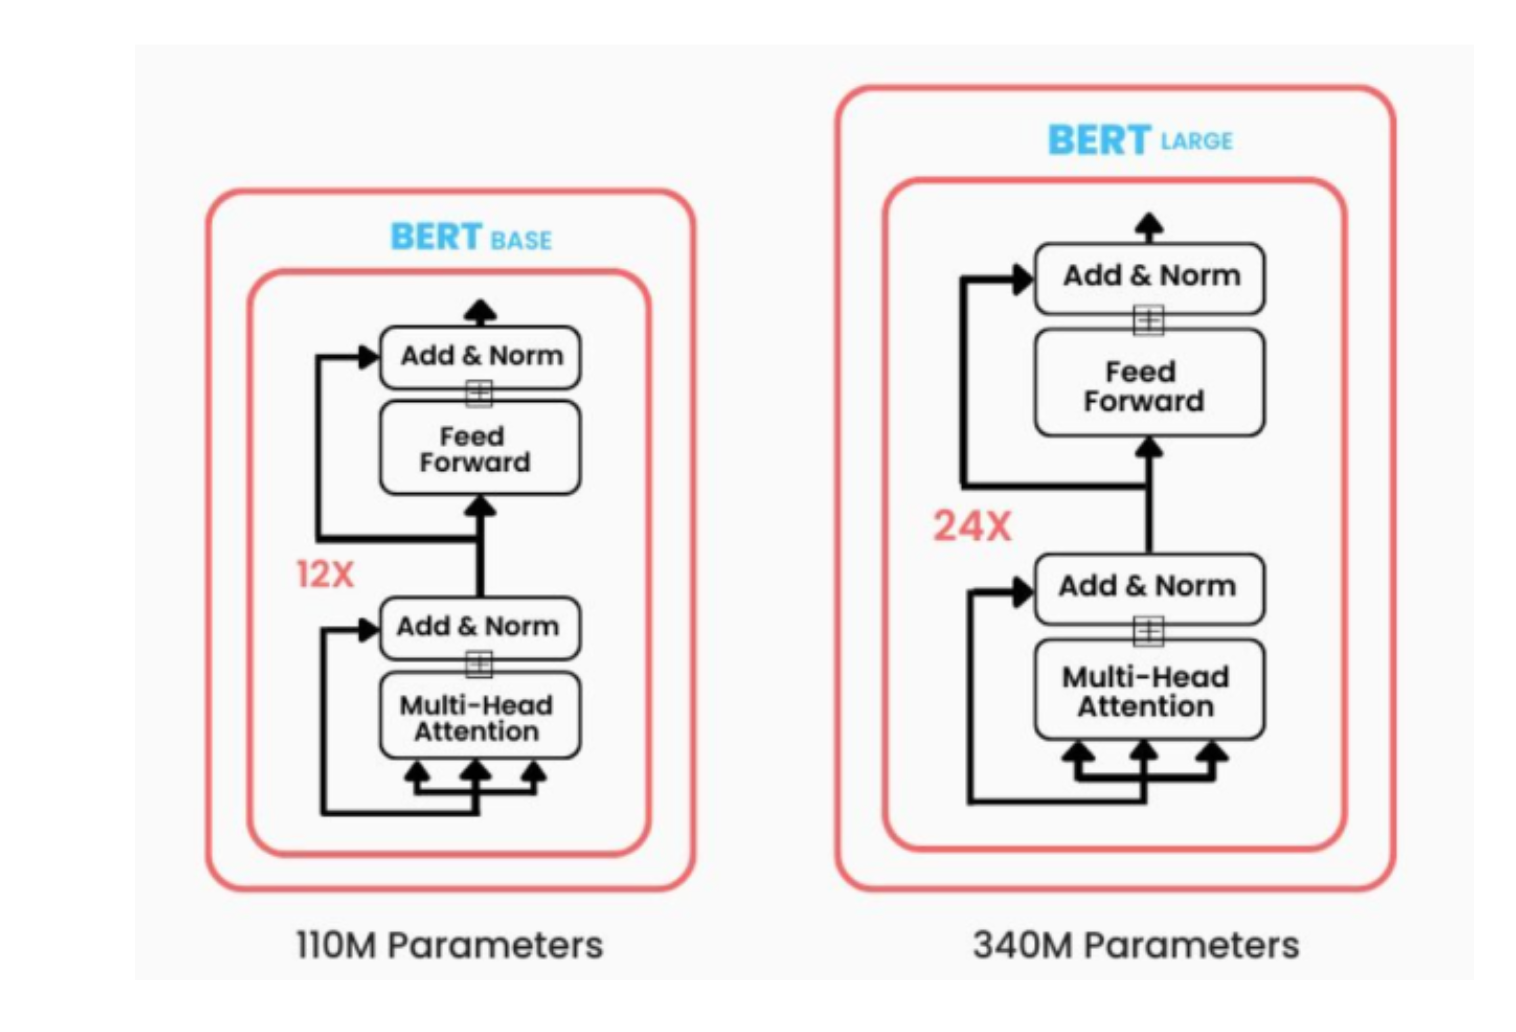 BERT BASE
Add & Norm
Feed
Forward
12X
Add & Norm
Multi-Head
Attention
110M Parameters
BERT LARGE
Add & Norm
Feed
Forward
24X
Add & Norm
Multi-Head
Attention
340M Parameters